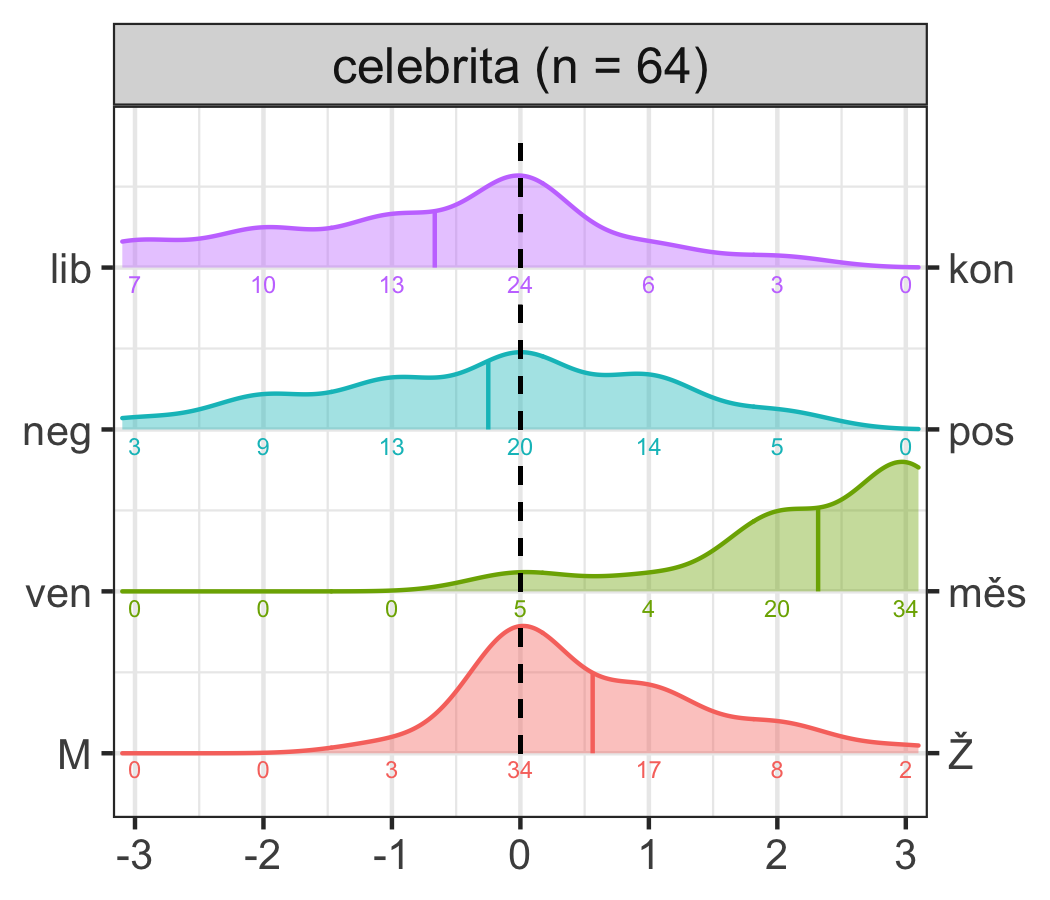 celebrita (n = 64)
lib kon
7 10 13 24 6 3 0
neg pos
3 9 13 20 14 5 0
ven měs
0 0 0 5 4 20 34
M Ž
0 0 3 34 17 8 2
-3 -2 -1 0 1 2 3